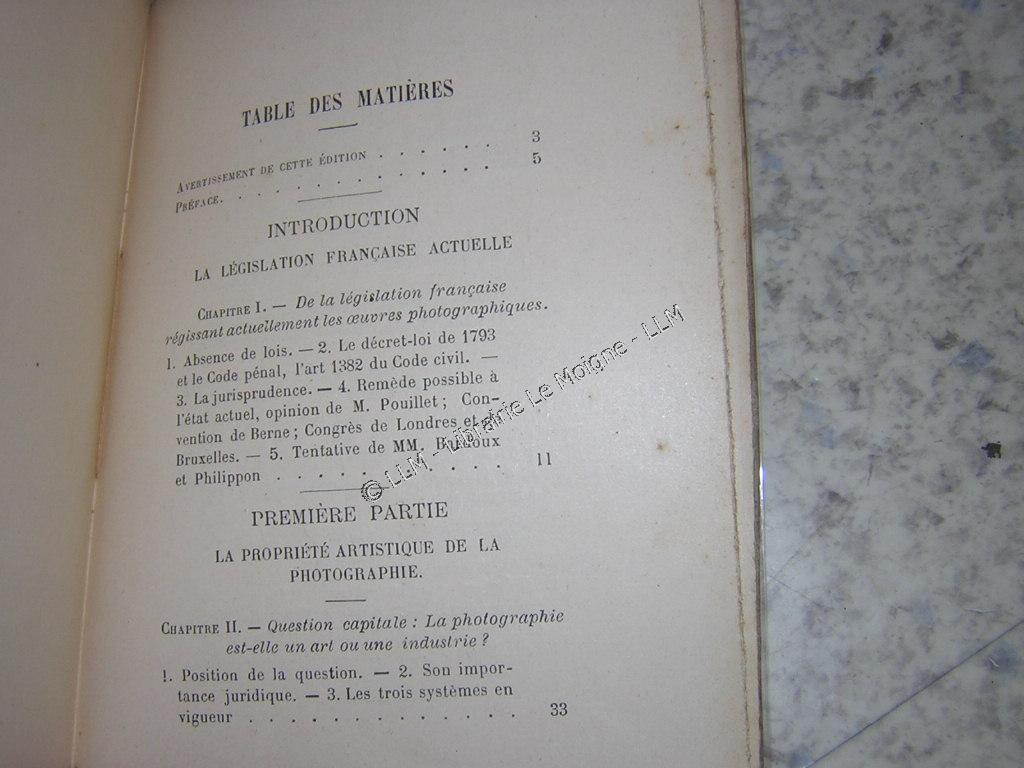 TABLE DES MATIÈRES
AVERTISSEMENT DE CETTE ÉDITION . . . . . . 3
PRÉFACE. . . . . . . . . . . . . 5
INTRODUCTION
LA LÉGISLATION FRANÇAISE ACTUELLE
CHAPITRE I. — De la législation française
régissant actuellement les œuvres photographiques.
1. Absence de lois. — 2. Le décret-loi de 1793
et le Code pénal, l'art 1382 du Code civil. —
3. La jurisprudence. — 4. Remède possible à
l'état actuel, opinion de M. Pouillet; Con-
vention de Berne; Congrès de Londres et de
Bruxelles. — 5. Tentative de MM. Bardoux
et Philippon . . . . . . . . . . 11
PREMIÈRE PARTIE
LA PROPRIÉTÉ ARTISTIQUE DE LA
PHOTOGRAPHIE.
CHAPITRE II. — Question capitale : La photographie
est-elle un art ou une industrie ?
1. Position de la question. — 2. Son impor-
tance juridique. — 3. Les trois systèmes en
vigueur . . . . . . . . . . 33
© LLM - Librairie Le Moigne - LLM